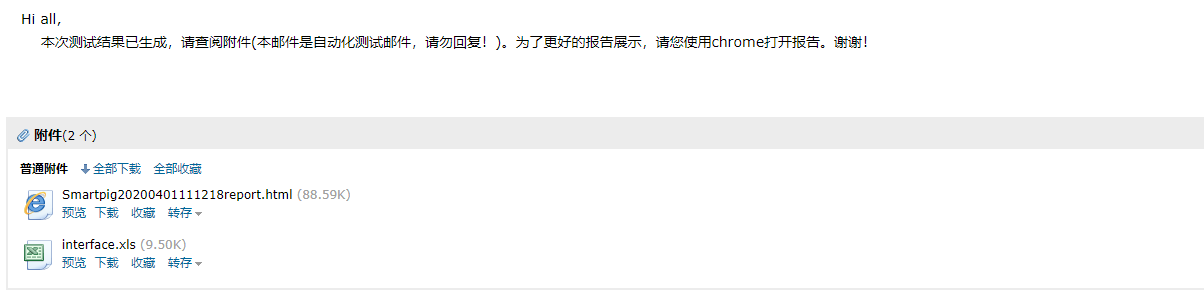 Hi all,
本次测试结果已生成，请查阅附件(本邮件是自动化测试邮件，请勿回复！)。为了更好的报告展示，请您使用chrome打开报告。谢谢！
附件(2 个)
普通附件 全部下载 全部收藏
Smartpig20200401111218report.html (88.59K)
预览 下载 收藏 转存
interface.xls (9.50K)
预览 下载 收藏 转存